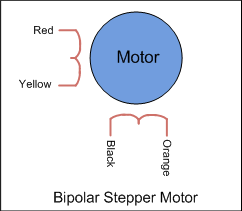 Red
Motor
Yellow
Black
Orange
Bipolar Stepper Motor